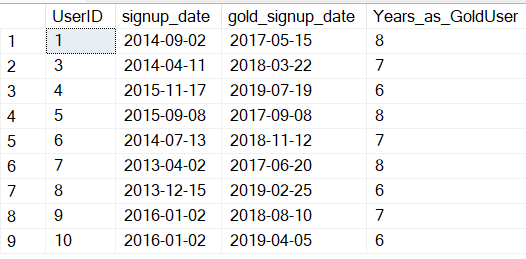 UserID signup_date gold_signup_date Years_as_GoldUser
1 1 2014-09-02 2017-05-15 8
2 3 2014-04-11 2018-03-22 7
3 4 2015-11-17 2019-07-19 6
4 5 2015-09-08 2017-09-08 8
5 6 2014-07-13 2018-11-12 7
6 7 2013-04-02 2017-06-20 8
7 8 2013-12-15 2019-02-25 6
8 9 2016-01-02 2018-08-10 7
9 10 2016-01-02 2019-04-05 6